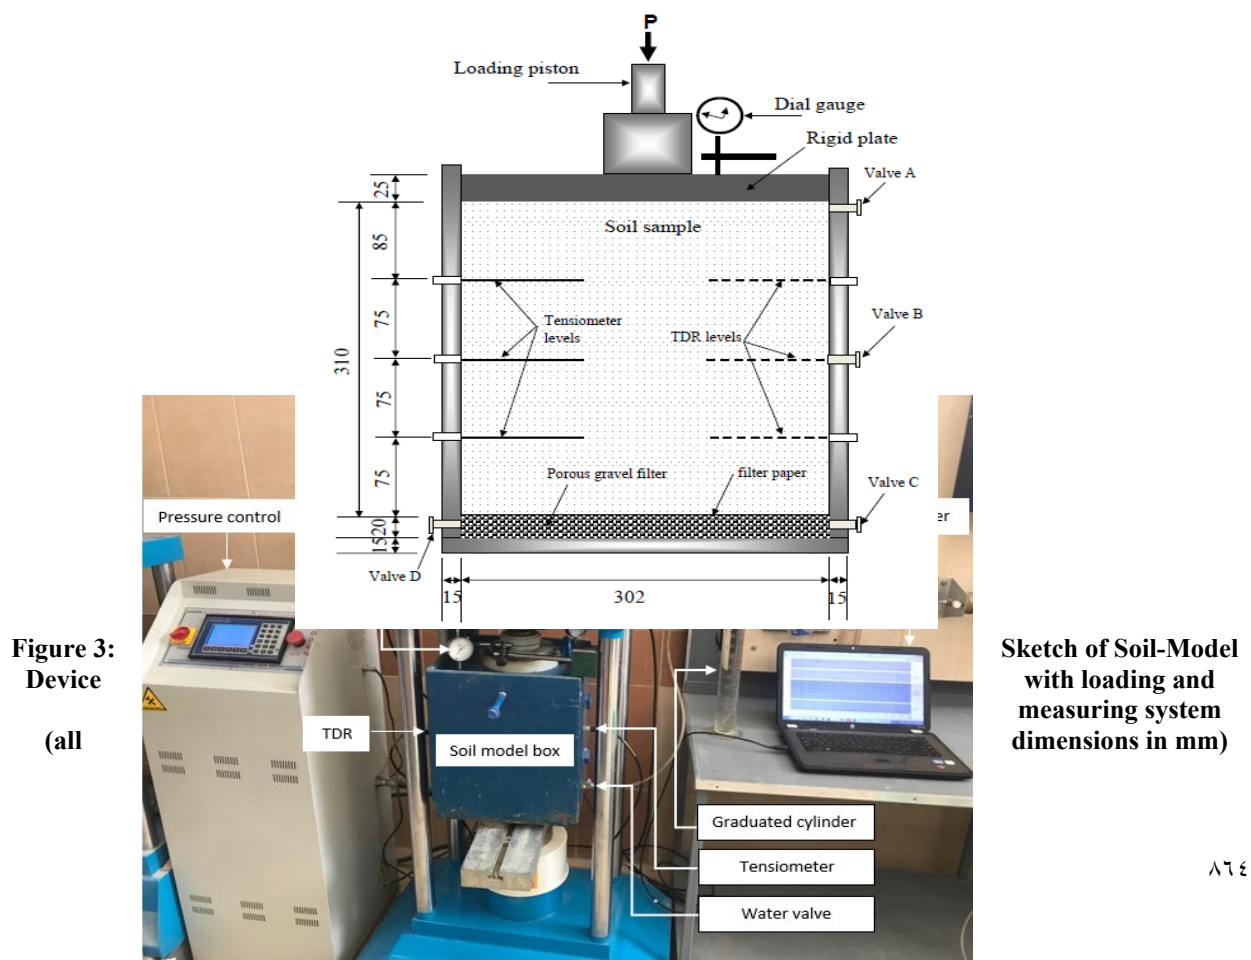 P
Loading piston
Dial gauge
Rigid plate
Valve A
25
Soil sample
85
Tensiometer
levels
TDR levels
Valve B
75
310
75
Porous gravel filter
filter paper
Valve C
75
Pressure control
20
15
Valve D
15
302
15
Figure 3:
Device
(all
Sketch of Soil-Model
with loading and
measuring system
dimensions in mm)
TDR
Soil model box
Graduated cylinder
Tensiometer
Water valve
٨٦٤